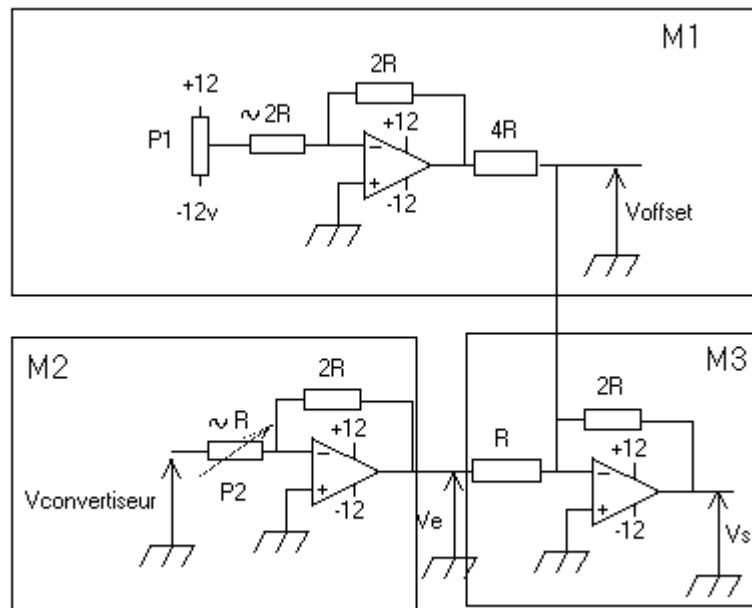 M1
+12
2R
~2R
+12
P1
4R
-
+
-12
-12v
Voffset
M2
M3
2R
2R
~R
+12
R
+12
-
-
+
+
P2
-12
-12
Vconvertiseur
Ve
Vs